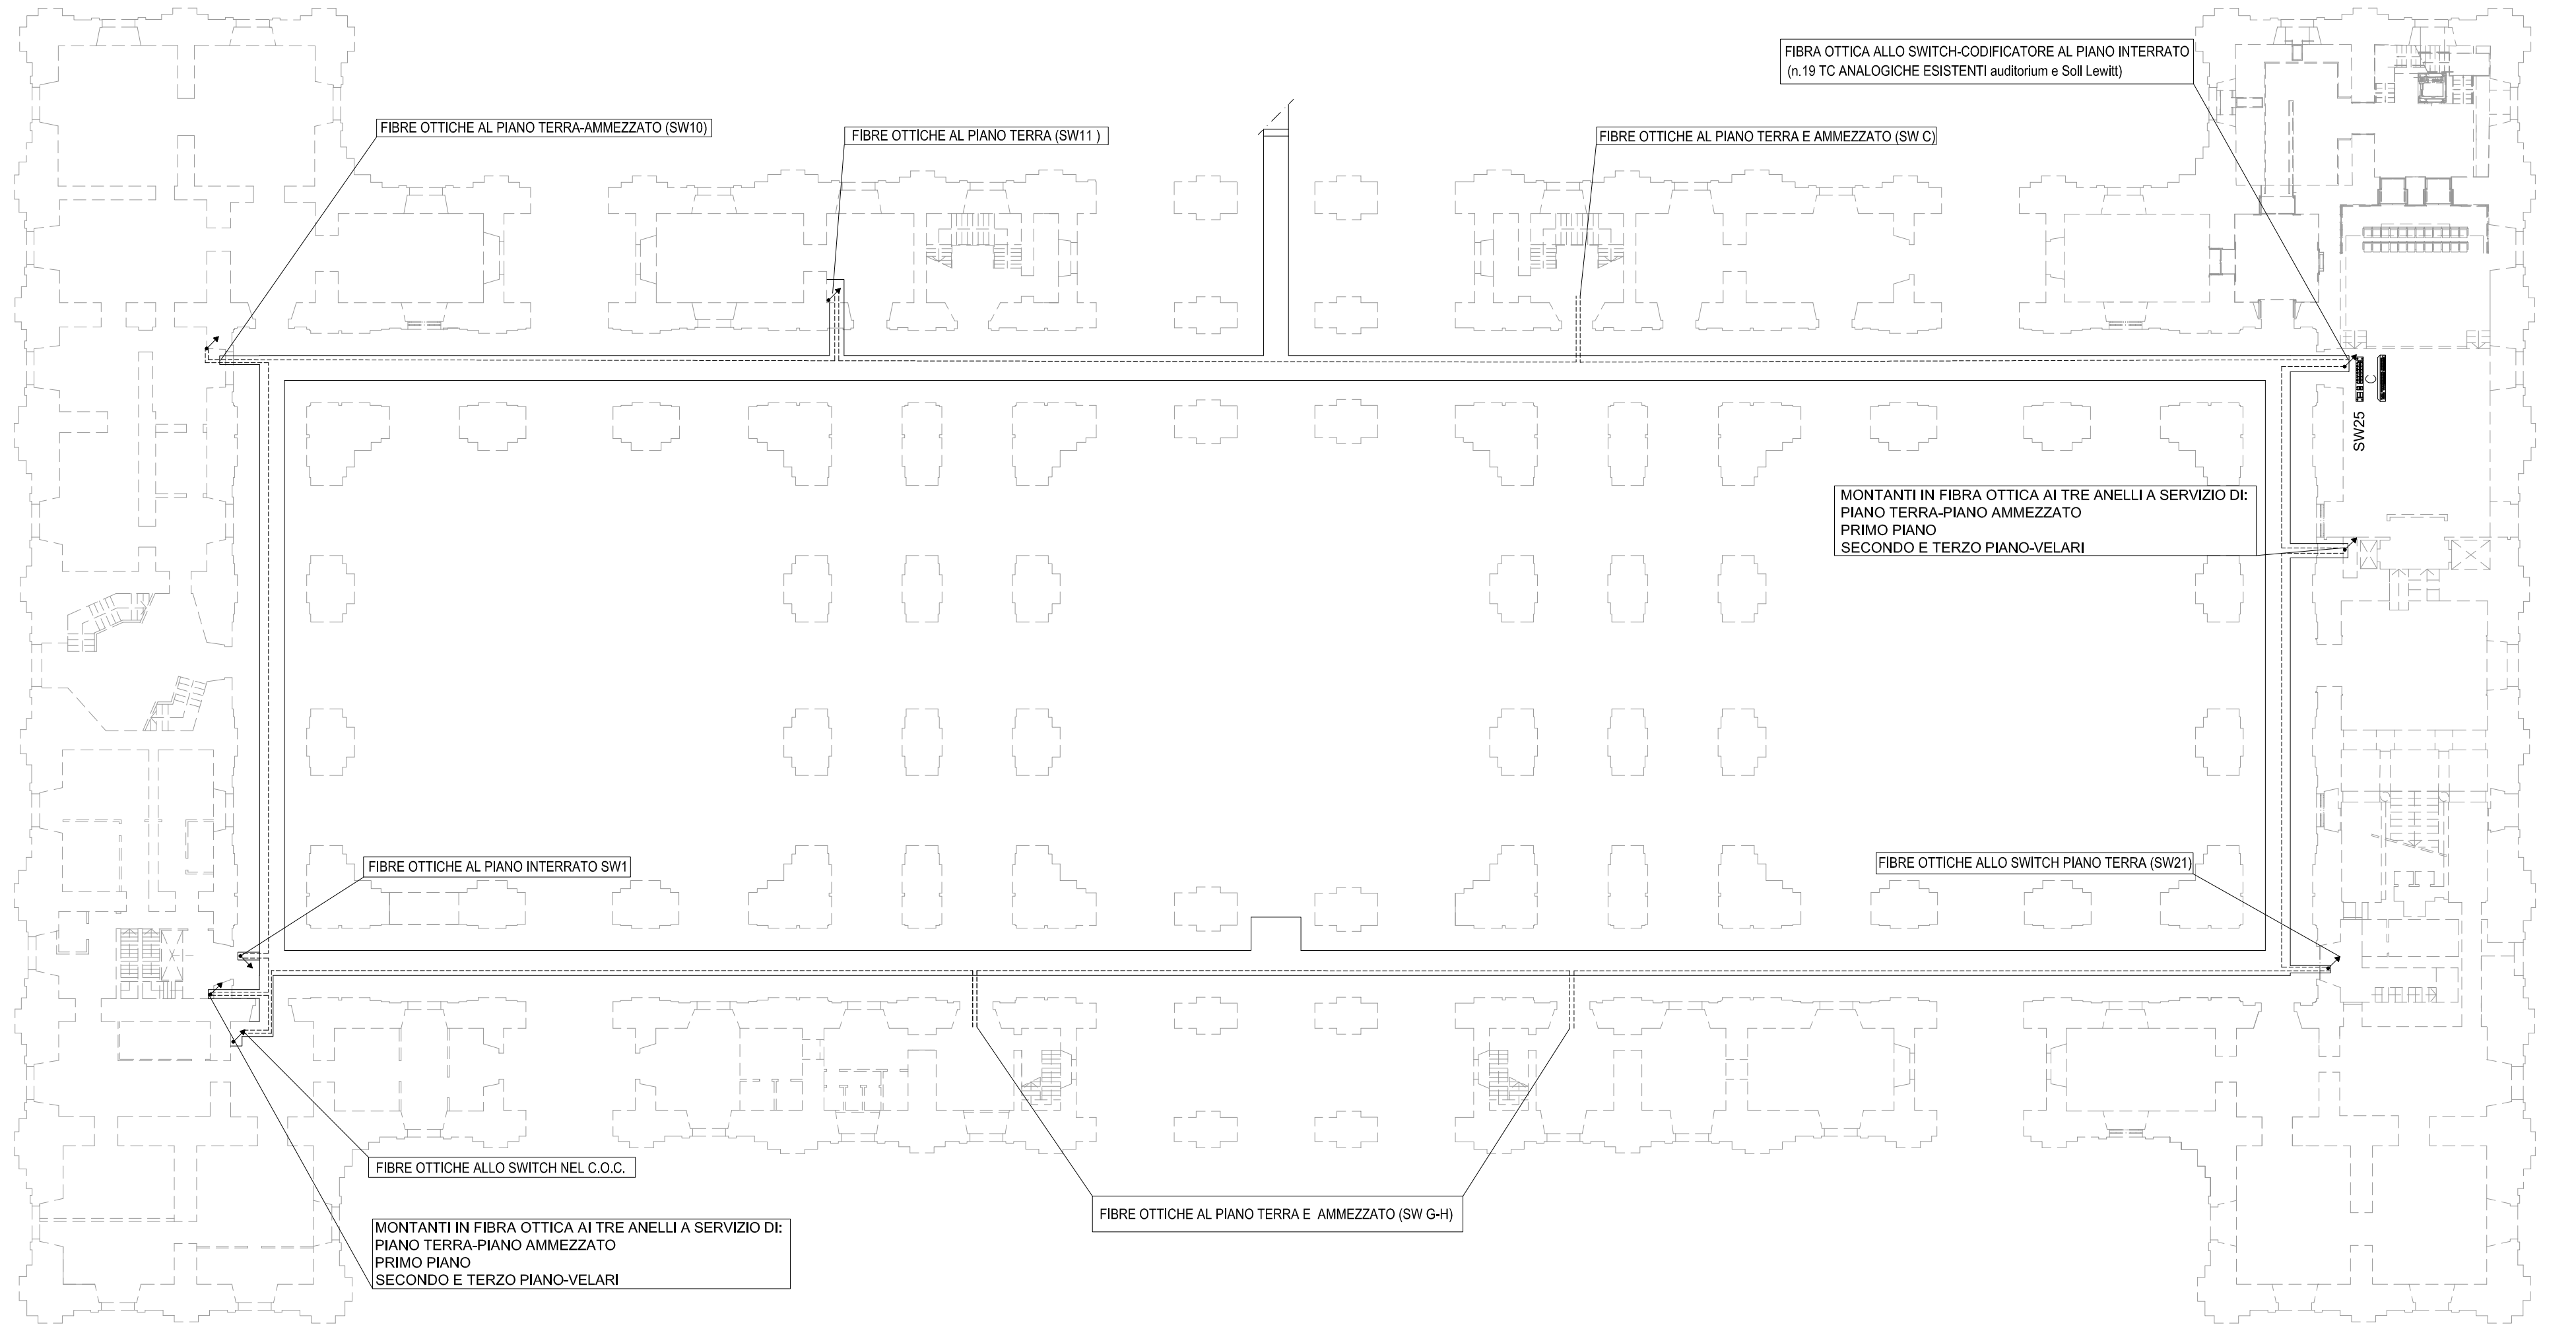 FIBRA OTTICA ALLO SWITCH-CODIFICATORE AL PIANO INTERRATO
(n.19 TC ANALOGICHE ESISTENTI auditorium e Soll Lewitt)
FIBRE OTTICHE AL PIANO TERRA-AMMEZZATO (SW10)
FIBRE OTTICHE AL PIANO TERRA (SW11 )
FIBRE OTTICHE AL PIANO TERRA E AMMEZZATO (SW C)
C
SW25
MONTANTI IN FIBRA OTTICA AI TRE ANELLI A SERVIZIO DI:
PIANO TERRA-PIANO AMMEZZATO
PRIMO PIANO
SECONDO E TERZO PIANO-VELARI
FIBRE OTTICHE AL PIANO INTERRATO SW1
FIBRE OTTICHE ALLO SWITCH PIANO TERRA (SW21)
FIBRE OTTICHE ALLO SWITCH NEL C.O.C.
FIBRE OTTICHE AL PIANO TERRA E AMMEZZATO (SW G-H)
MONTANTI IN FIBRA OTTICA AI TRE ANELLI A SERVIZIO DI:
PIANO TERRA-PIANO AMMEZZATO
PRIMO PIANO
SECONDO E TERZO PIANO-VELARI